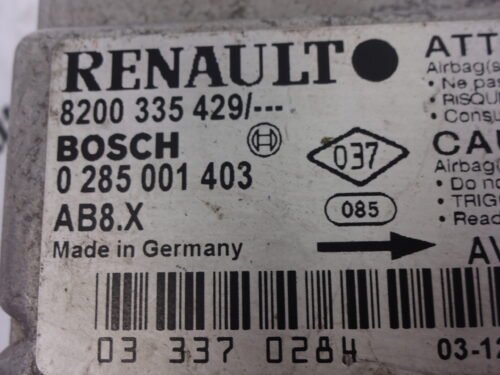 RENAULT
8200 335 429/---
BOSCH
0 285 001 403
AB8.X
Made in Germany
037
085
ATT
Airbag(s
• Ne pas
• RISQU
• Consu
CAU
Airbag(
• Do no
• TRIG
• Read
AV
03 337 0284
03-12